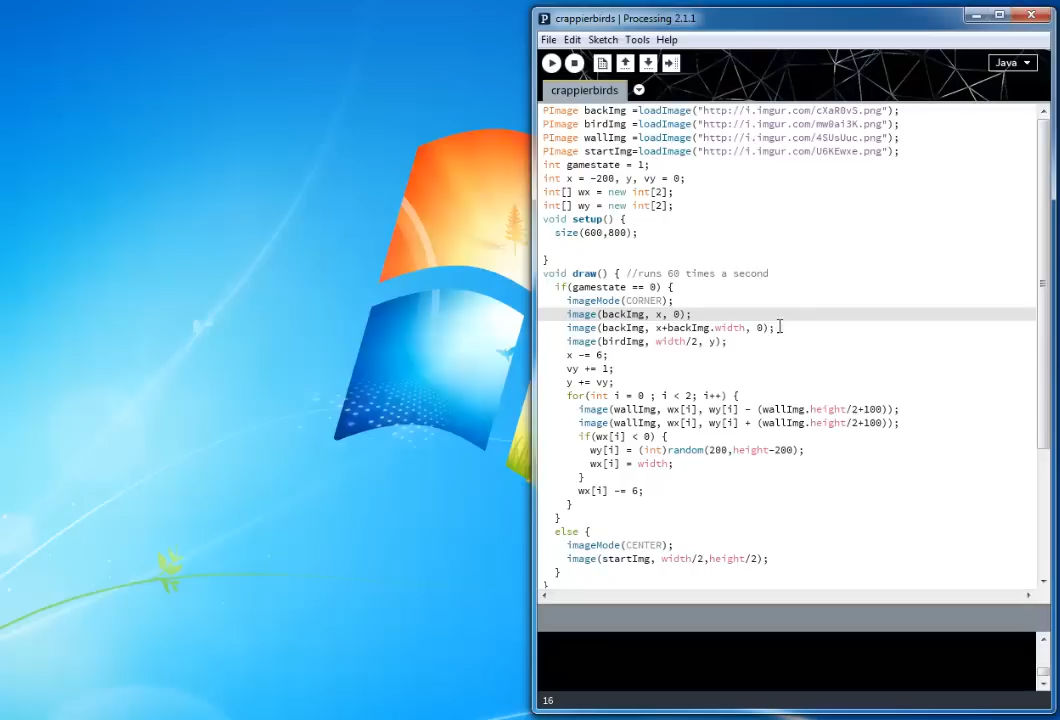 crappierbirds | Processing 2.1.1
File Edit Sketch Tools Help
Java
crappierbirds
PImage backImg =loadImage("http://i.imgur.com/cXaR0vS.png");
PImage birdImg =loadImage("http://i.imgur.com/mw0ai3K.png");
PImage wallImg =loadImage("http://i.imgur.com/4SUsUuc.png");
PImage startImg=loadImage("http://i.imgur.com/U6KEwxe.png");
int gamestate = 1;
int x = -200, y, vy = 0;
int[] wx = new int[2];
int[] wy = new int[2];
void setup() {
  size(600,800);
}
void draw() { //runs 60 times a second
  if(gamestate == 0) {
    imageMode(CORNER);
    image(backImg, x, 0);
    image(backImg, x+backImg.width, 0);
    image(birdImg, width/2, y);
    x -= 6;
    vy += 1;
    y += vy;
    for(int i = 0 ; i < 2; i++) {
      image(wallImg, wx[i], wy[i] - (wallImg.height/2+100));
      image(wallImg, wx[i], wy[i] + (wallImg.height/2+100));
      if(wx[i] < 0) {
        wy[i] = (int)random(200,height-200);
        wx[i] = width;
      }
      wx[i] -= 6;
    }
  }
  else {
    imageMode(CENTER);
    image(startImg, width/2,height/2);
  }
}
16